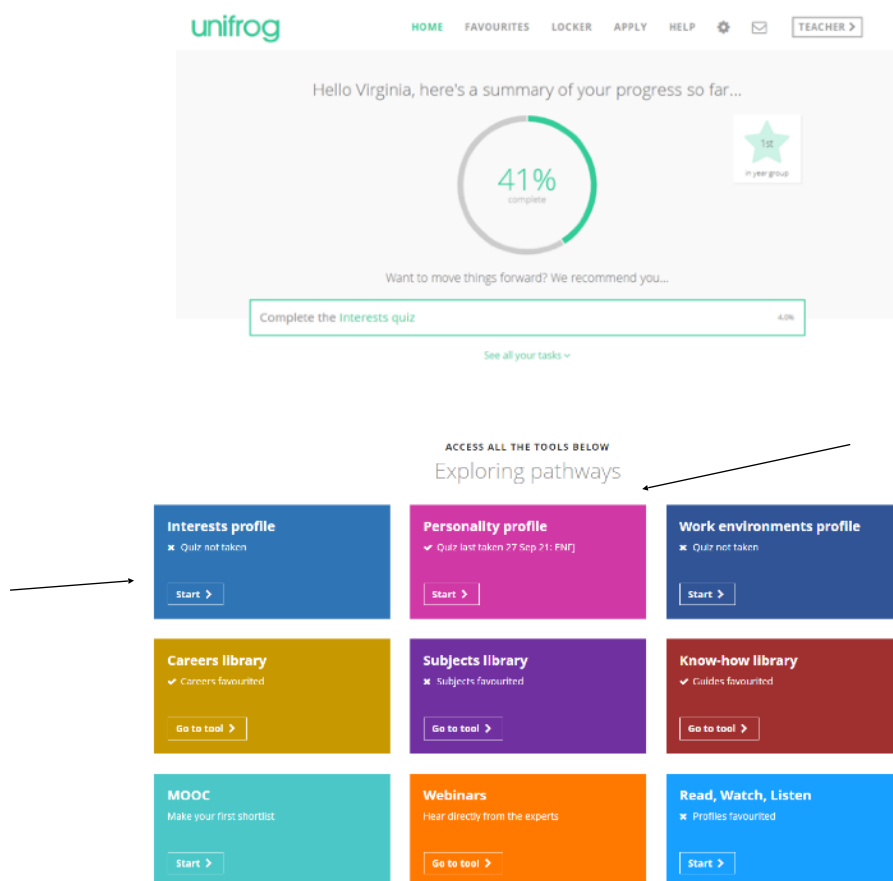 unifrog
HOME FAVOURITES LOCKER APPLY HELP TEACHER >
Hello Virginia, here's a summary of your progress so far...
41%
complete
1st
in year group
Want to move things forward? We recommend you...
Complete the Interests quiz 4.0%
See all your tasks
ACCESS ALL THE TOOLS BELOW
Exploring pathways
Interests profile Personality profile Work environments profile
Quiz not taken Quiz last taken 27 Sep 21: ENFJ Quiz not taken
Start > Start > Start >
Careers library Subjects library Know-how library
Careers favourited Subjects favourited Guides favourited
Go to tool > Go to tool > Go to tool >
MOOC Webinars Read, Watch, Listen
Make your first shortlist Hear directly from the experts Profiles favourited
Start > Go to tool > Start >